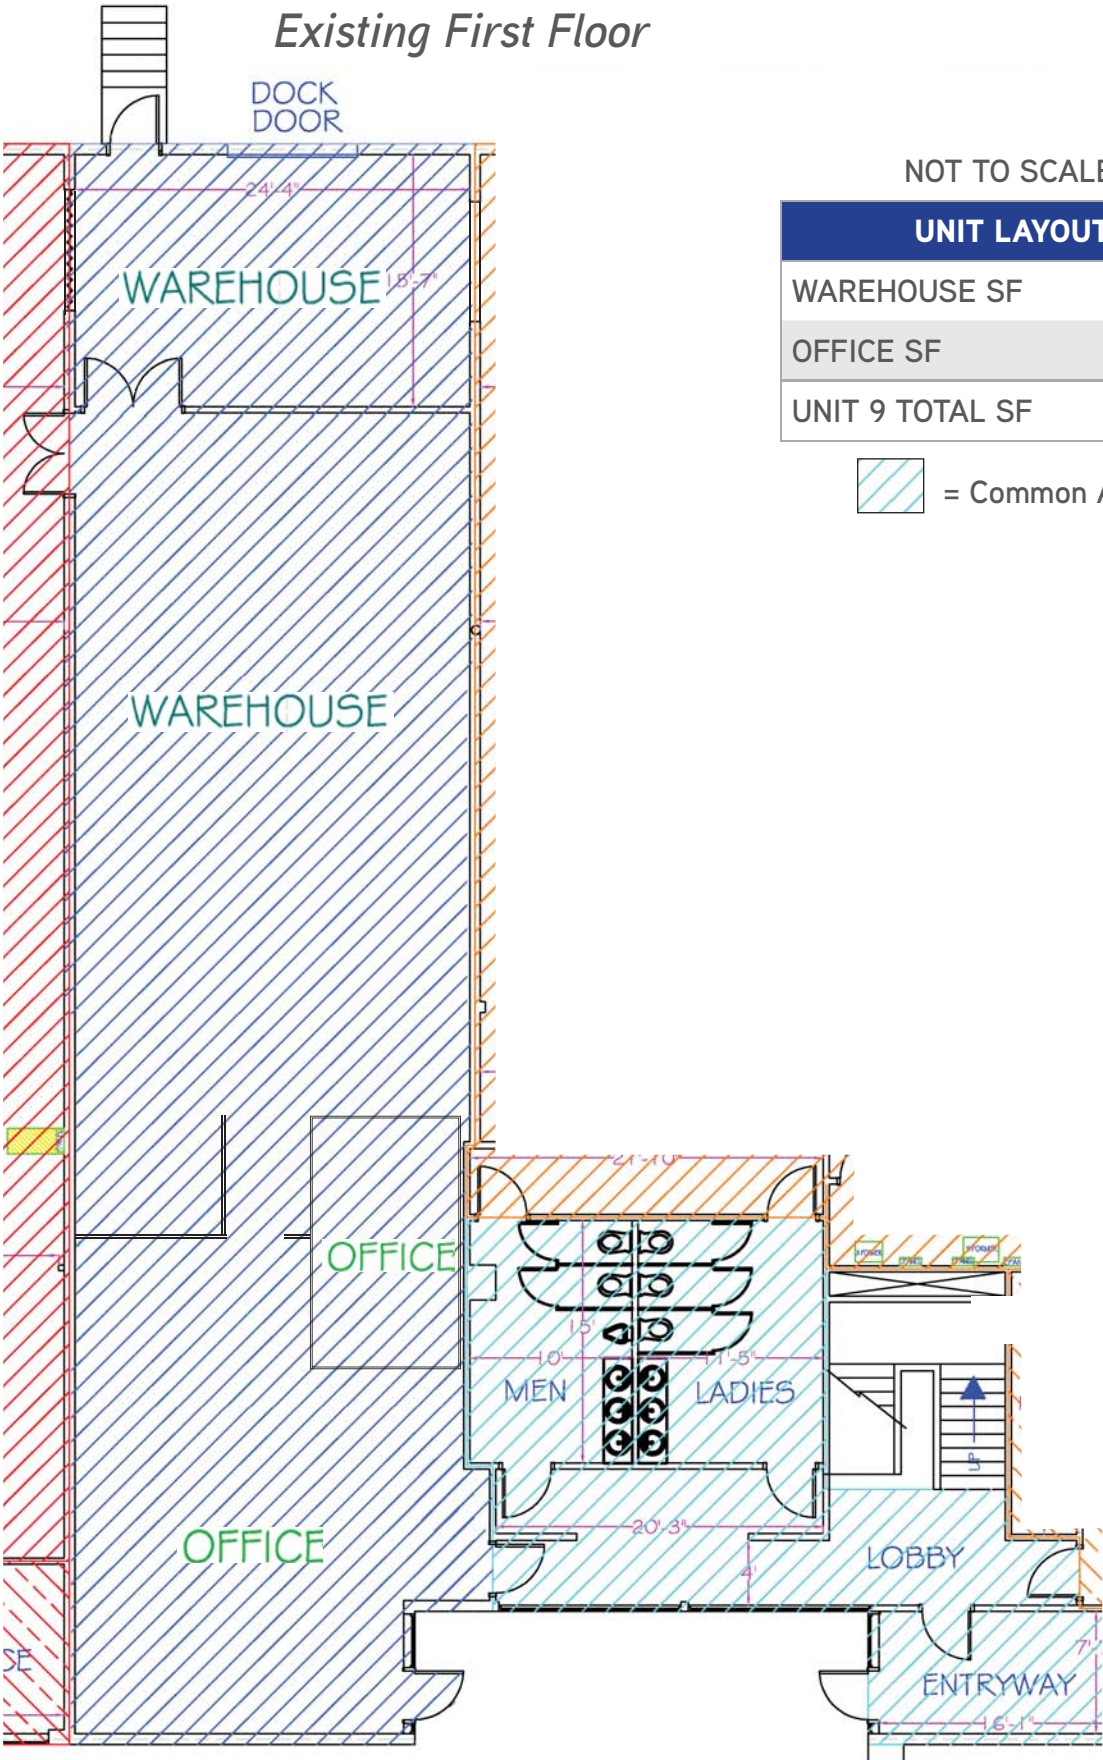 Existing First Floor
DOCK
DOOR
NOT TO SCALE
UNIT LAYOUT
WAREHOUSE SF
OFFICE SF
UNIT 9 TOTAL SF
= Common
24'-4"
WAREHOUSE
15'-7"
WAREHOUSE
21'-10"
OFFICE
15'
10'
11'-5"
MEN
LADIES
UP
20'-3"
OFFICE
LOBBY
4'
CE
7'-
ENTRYWAY
16'-1"